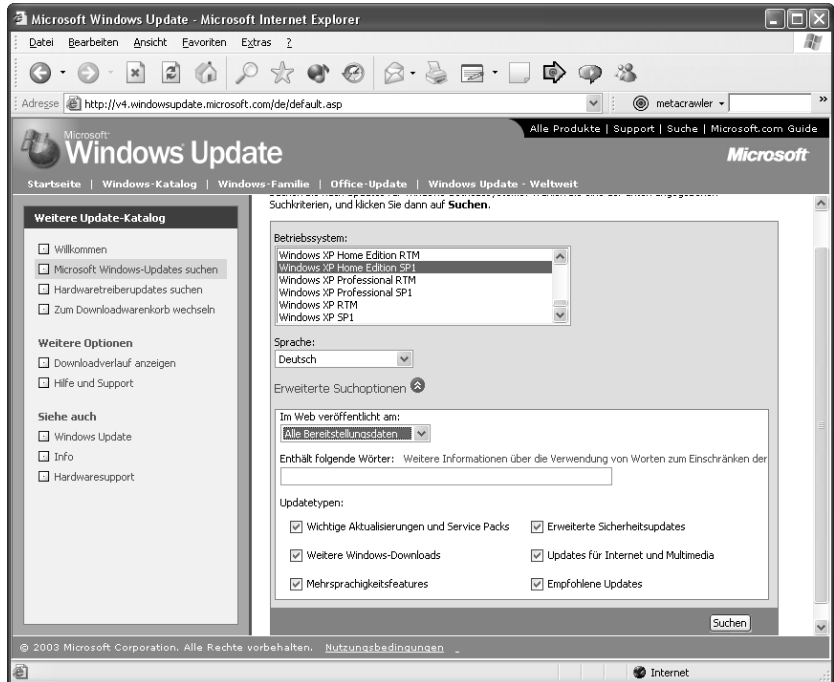 Microsoft Windows Update - Microsoft Internet Explorer
Datei Bearbeiten Ansicht Favoriten Extras ?
Adresse http://v4.windowsupdate.microsoft.com/de/default.asp metacrawler »
Alle Produkte | Support | Suche | Microsoft.com Guide
Microsoft
Windows Update
Microsoft
Startseite | Windows-Katalog | Windows-Familie | Office-Update | Windows Update - Weltweit
Weitere Update-Katalog
Willkommen
Microsoft Windows-Updates suchen
Hardwaretreiberupdates suchen
Zum Downloadwarenkorb wechseln
Weitere Optionen
Downloadverlauf anzeigen
Hilfe und Support
Siehe auch
Windows Update
Info
Hardwaresupport
Suchkriterien, und klicken Sie dann auf Suchen.
Betriebssystem:
Windows XP Home Edition RTM
Windows XP Home Edition SP1
Windows XP Professional RTM
Windows XP Professional SP1
Windows XP RTM
Windows XP SP1
Sprache:
Deutsch
Erweiterte Suchoptionen
Im Web veröffentlicht am:
Alle Bereitstellungsdaten
Enthält folgende Wörter: Weitere Informationen über die Verwendung von Worten zum Einschränken der
Updatetypen:
Wichtige Aktualisierungen und Service Packs Erweiterte Sicherheitsupdates
Weitere Windows-Downloads Updates für Internet und Multimedia
Mehrsprachigkeitsfeatures Empfohlene Updates
Suchen
© 2003 Microsoft Corporation. Alle Rechte vorbehalten. Nutzungsbedingungen
Internet